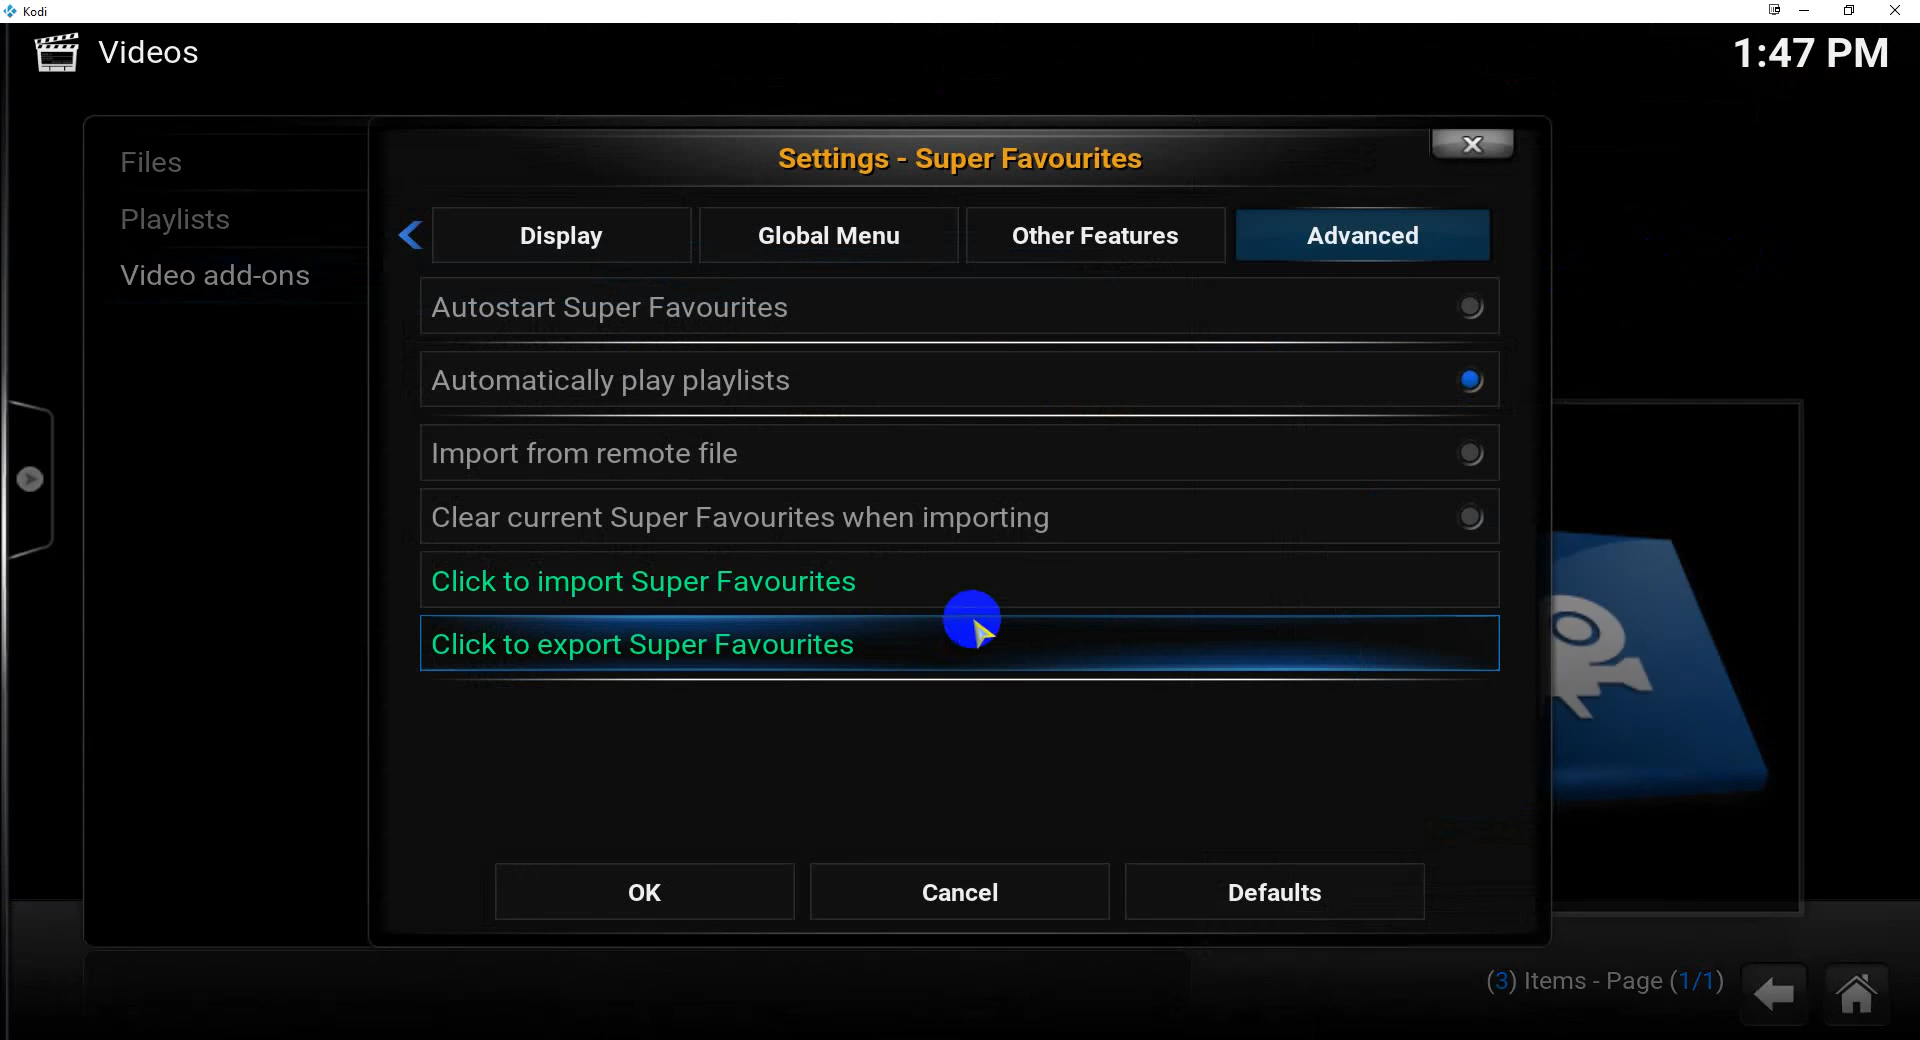 Kodi
Videos
1:47 PM
Files
Playlists
Video add-ons
Settings - Super Favourites
Display
Global Menu
Other Features
Advanced
Autostart Super Favourites
Automatically play playlists
Import from remote file
Clear current Super Favourites when importing
Click to import Super Favourites
Click to export Super Favourites
OK
Cancel
Defaults
(3) Items - Page (1/1)